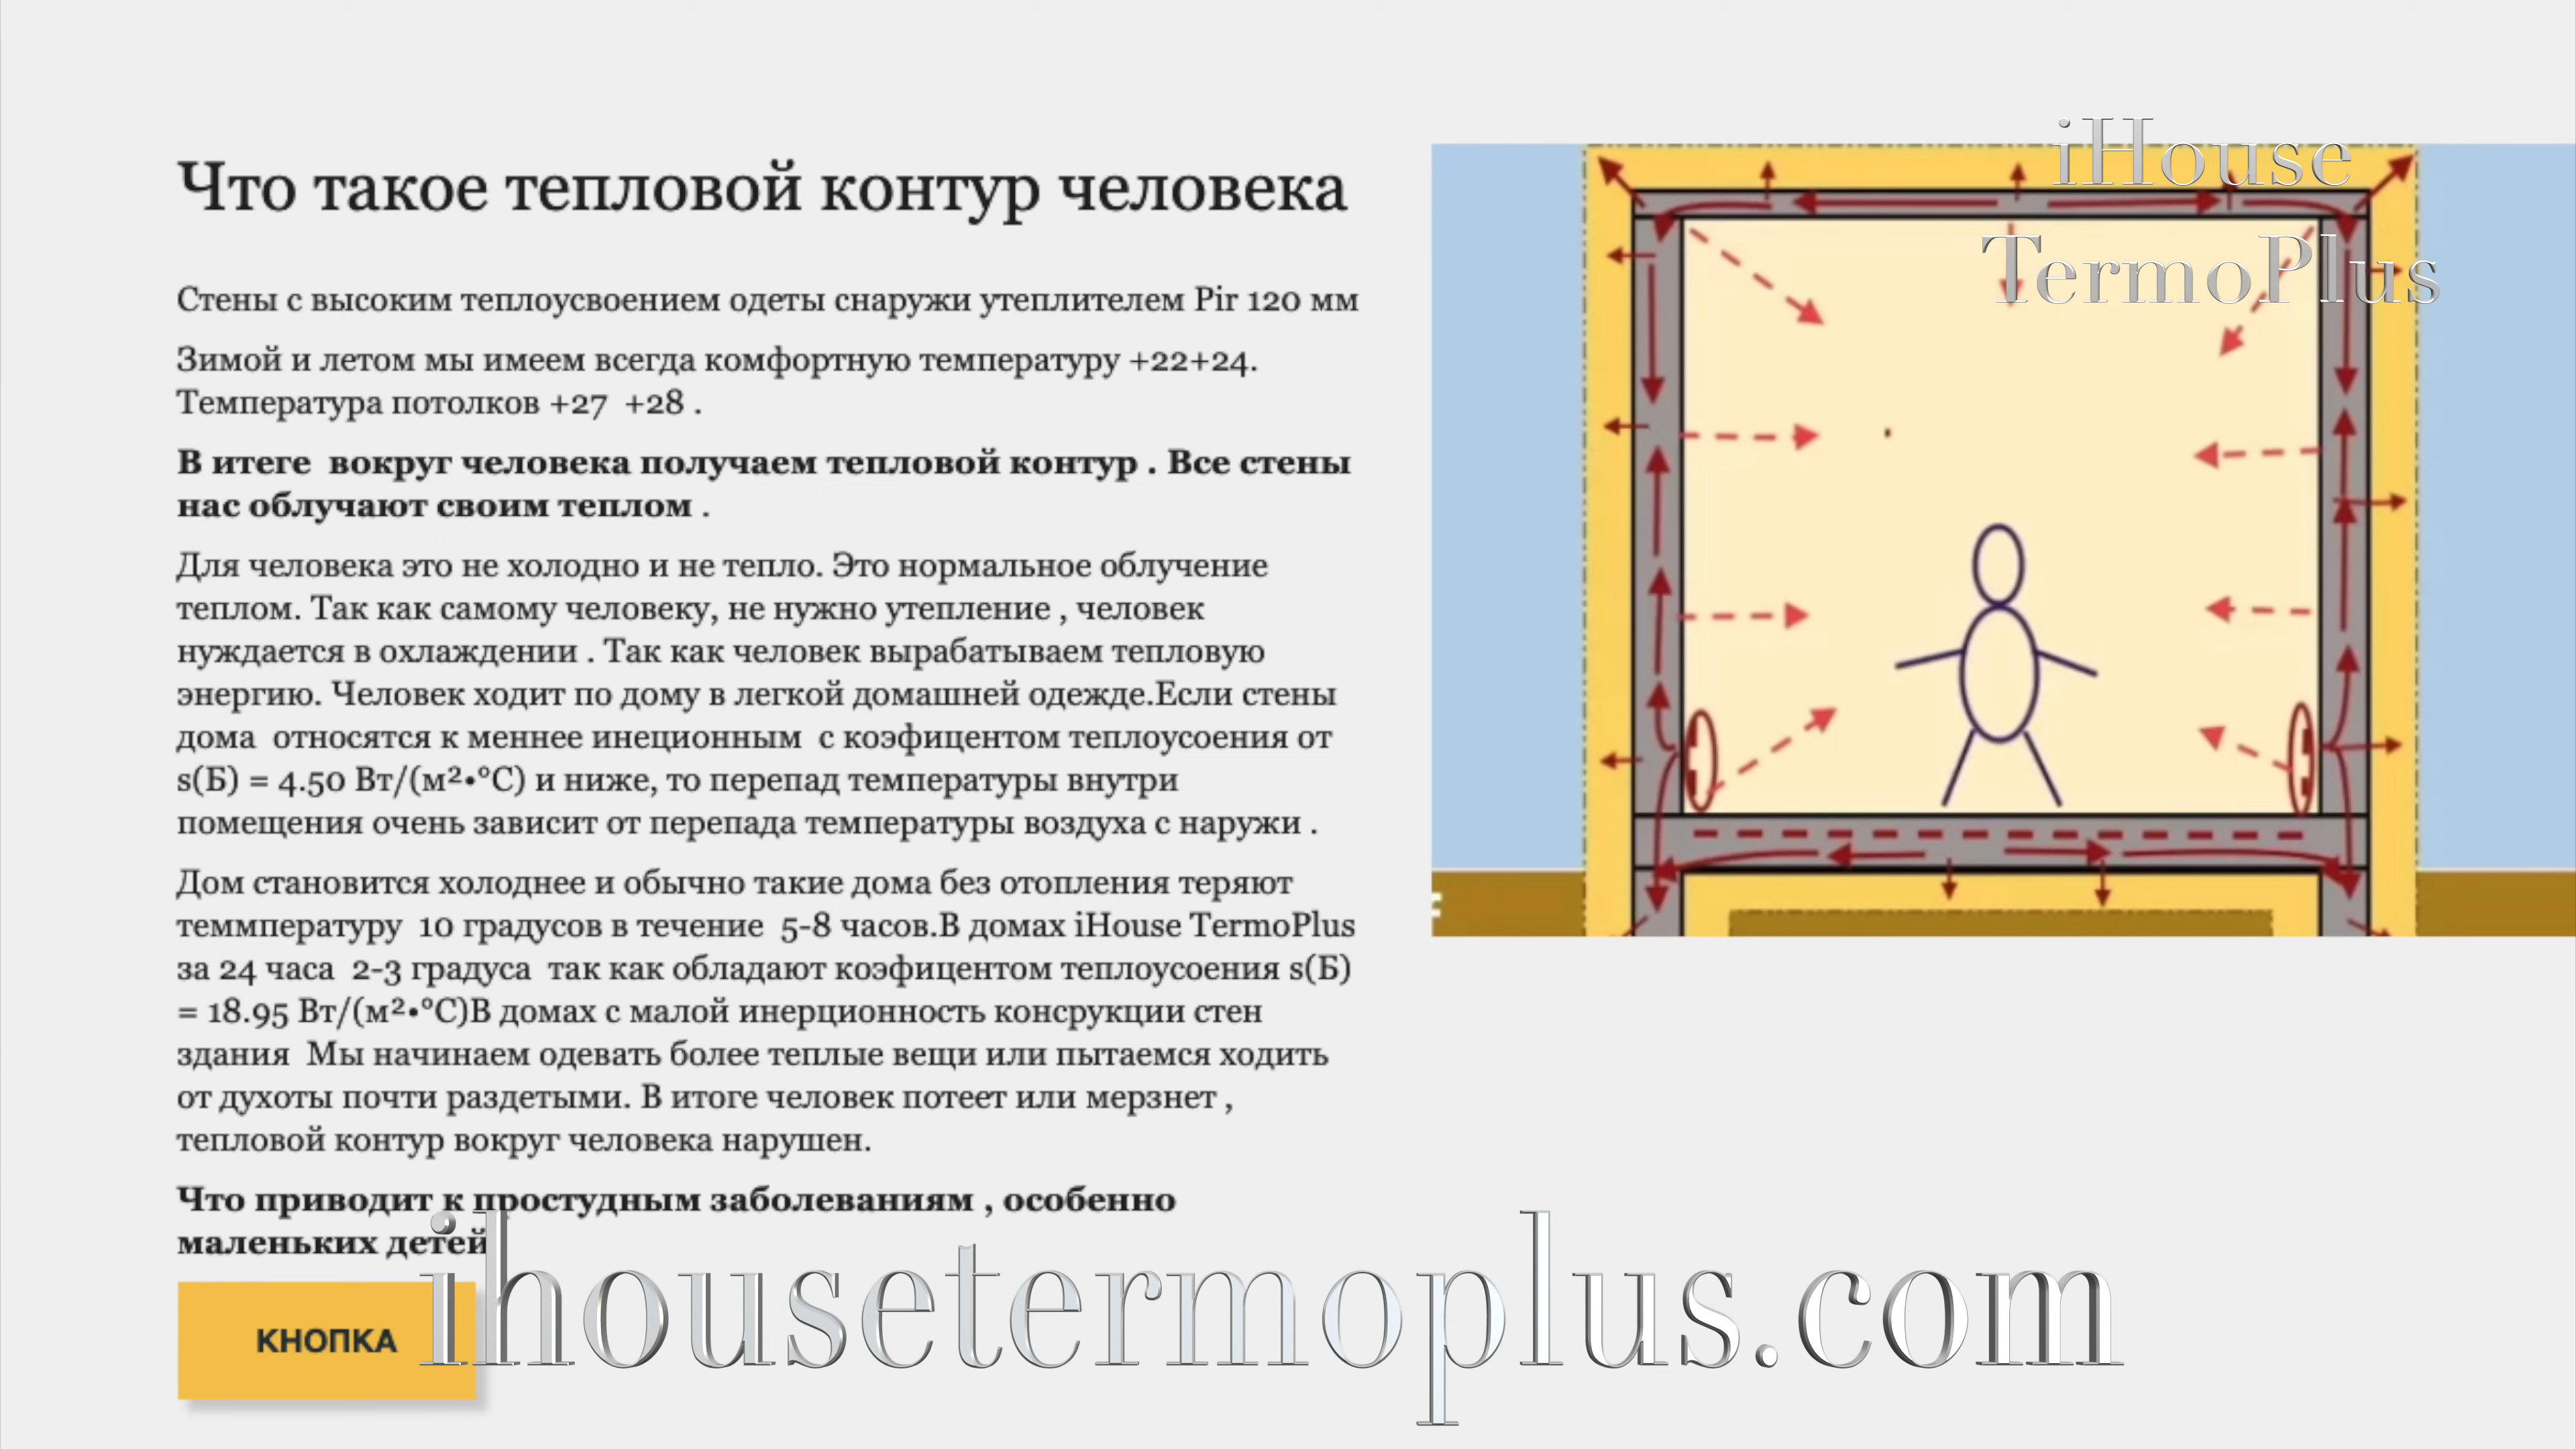 iHouse
TermoPlus
Что такое тепловой контур человека
Стены с высоким теплоусвоением одеты снаружи утеплителем Pir 120 мм
Зимой и летом мы имеем всегда комфортную температуру +22+24.
Температура потолков +27  +28 .
В итеге  вокруг человека получаем тепловой контур . Все стены
нас облучают своим теплом .
Для человека это не холодно и не тепло. Это нормальное облучение
теплом. Так как самому человеку, не нужно утепление , человек
нуждается в охлаждении . Так как человек вырабатываем тепловую
энергию. Человек ходит по дому в легкой домашней одежде.Если стены
дома  относятся к меннее инеционным  с коэфицентом теплоусоения от
s(Б) = 4.50 Вт/(м²•°С) и ниже, то перепад температуры внутри
помещения очень зависит от перепада температуры воздуха с наружи .
Дом становится холоднее и обычно такие дома без отопления теряют
теммпературу  10 градусов в течение  5-8 часов.В домах iHouse TermoPlus
за 24 часа  2-3 градуса  так как обладают коэфицентом теплоусоения s(Б)
= 18.95 Вт/(м²•°С)В домах с малой инерционность консрукции стен
здания  Мы начинаем одевать более теплые вещи или пытаемся ходить
от духоты почти раздетыми. В итоге человек потеет или мерзнет ,
тепловой контур вокруг человека нарушен.
Что приводит к простудным заболеваниям , особенно
маленьких детей
КНОПКА
ihousetermoplus.com